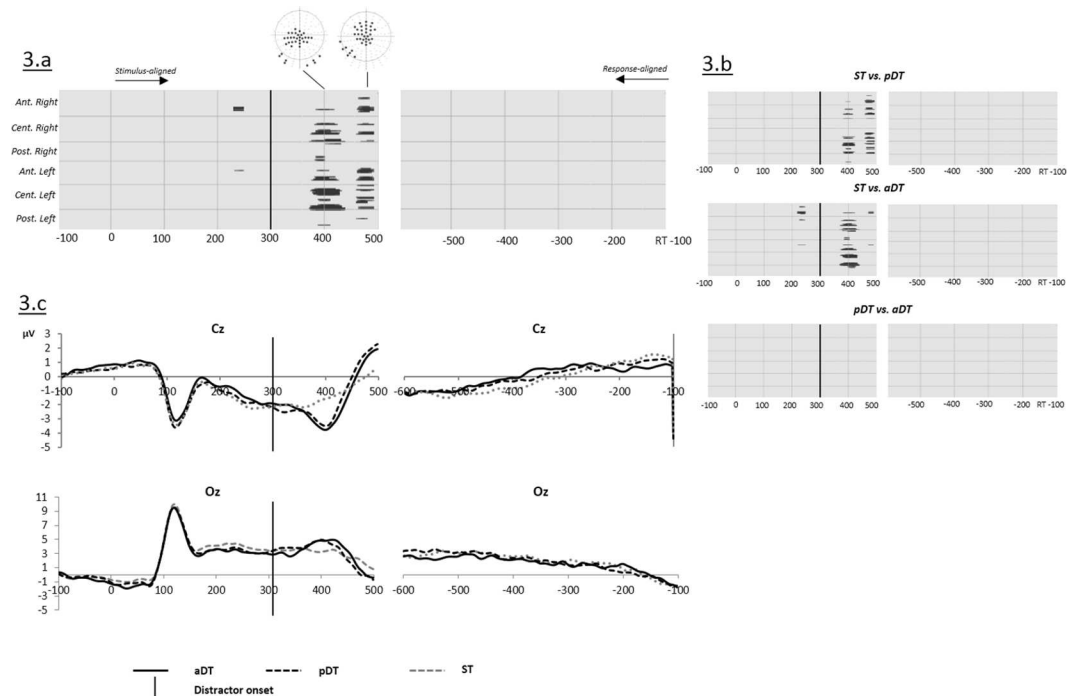 3.a
Stimulus-aligned
Response-aligned
Ant. Right
Cent. Right
Post. Right
Ant. Left
Cent. Left
Post. Left
-100 0 100 200 300 400 500
-500 -400 -300 -200 RT -100
3.b
ST vs. pDT
-100 0 100 200 300 400 500
-500 -400 -300 -200 RT -100
ST vs. aDT
-100 0 100 200 300 400 500
-500 -400 -300 -200 RT -100
pDT vs. aDT
-100 0 100 200 300 400 500
-500 -400 -300 -200 RT -100
3.c
µV
Cz
3
2
1
0
-1
-2
-3
-4
-5
-100 0 100 200 300 400 500
Cz
-600 -500 -400 -300 -200 -100
Oz
11
9
7
5
3
1
-1
-3
-5
-100 0 100 200 300 400 500
Oz
-600 -500 -400 -300 -200 -100
aDT pDT ST
Distractor onset